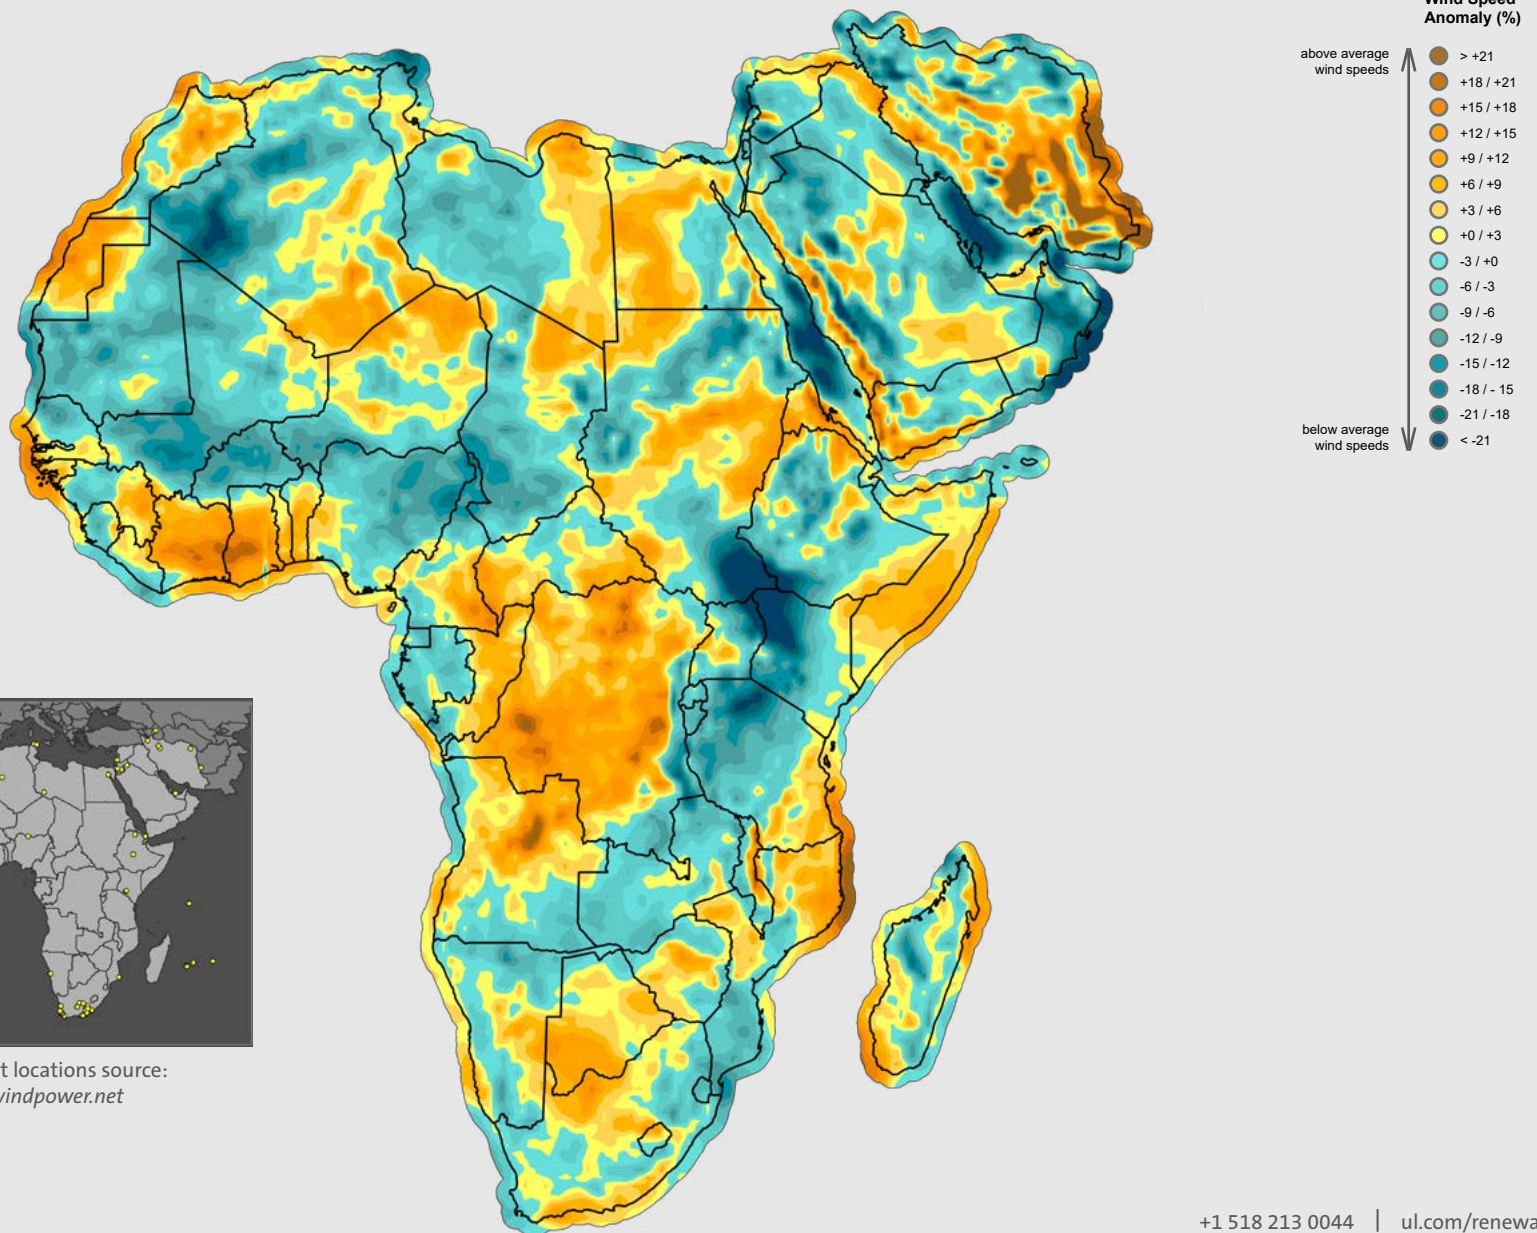 Wind Speed
Anomaly (%)
above average
wind speeds
> +21
+18 / +21
+15 / +18
+12 / +15
+9 / +12
+6 / +9
+3 / +6
+0 / +3
-3 / +0
-6 / -3
-9 / -6
-12 / -9
-15 / -12
-18 / - 15
-21 / -18
< -21
below average
wind speeds
t locations source:
vindpower.net
+1 518 213 0044 | ul.com/renewa